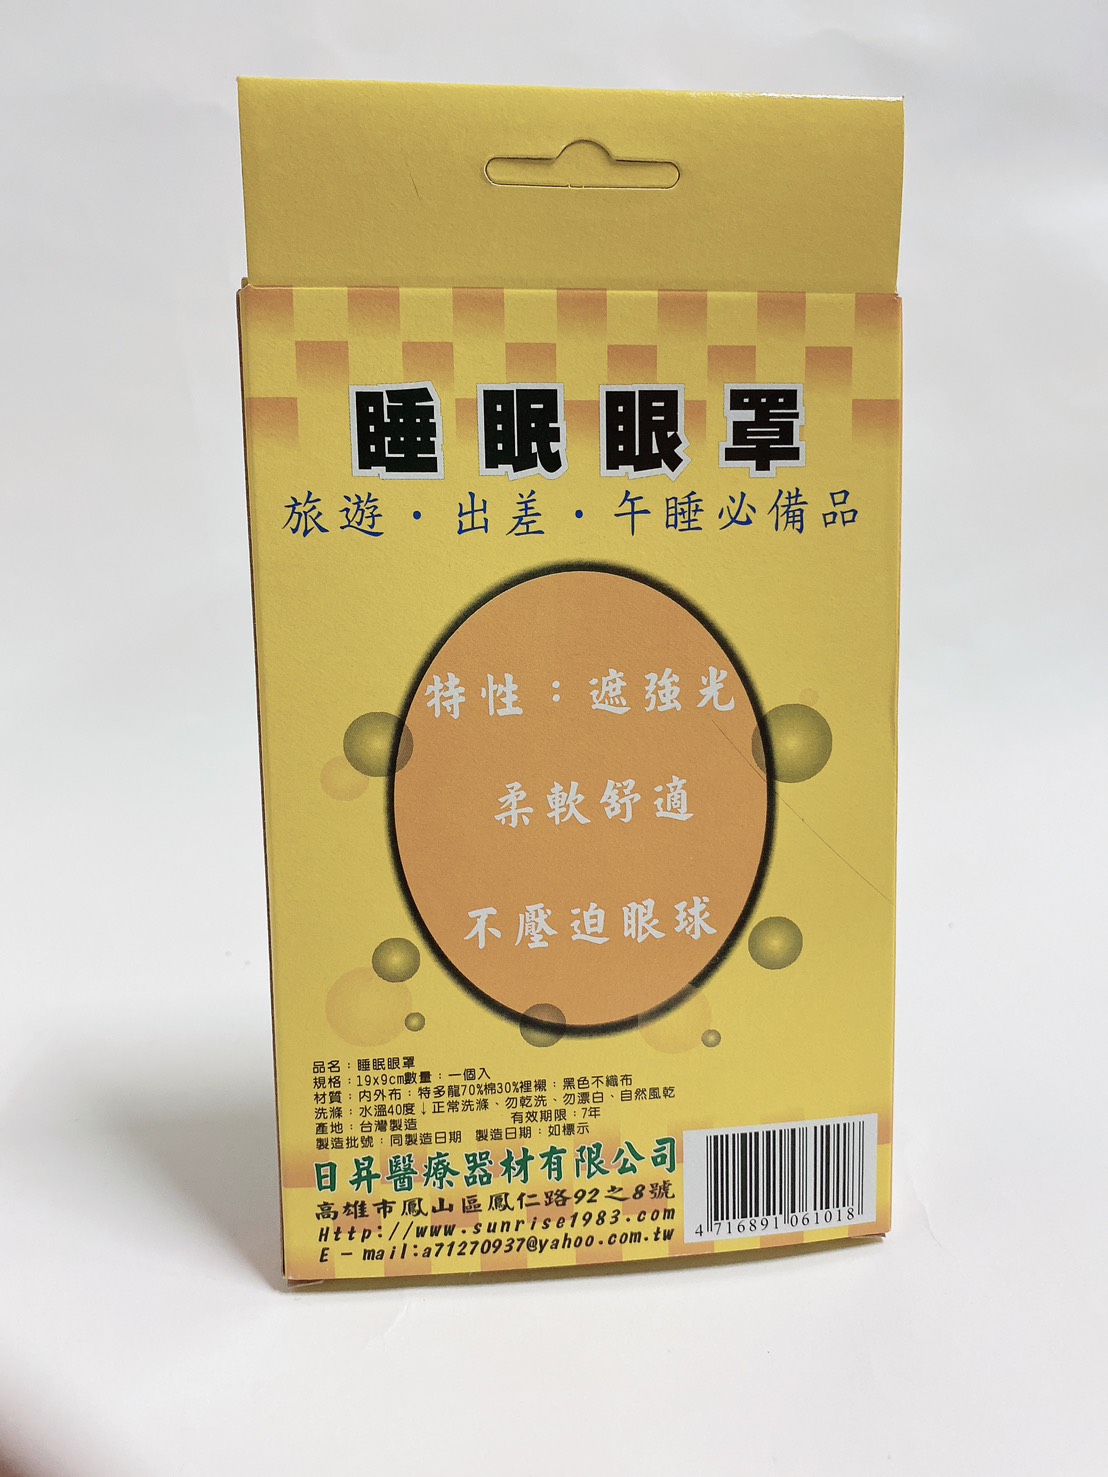 睡眠眼罩
旅遊・出差・午睡必備品
特性：遮強光
柔軟舒適
不壓迫眼球
品名：睡眠眼罩
規格：19x9cm數量：一個入
材質：內外布：特多龍70%棉30%裡襯：黑色不織布
洗滌：水溫40度↓正常洗滌、勿乾洗、勿漂白、自然風乾
產地：台灣製造 有效期限：7年
製造批號：同製造日期 製造日期：如標示
日昇醫療器材有限公司
高雄市鳳山區鳳仁路92之8號
Http://www.sunrise1983.com
E-mail:a71270937@yahoo.com.tw
4 716891 061018